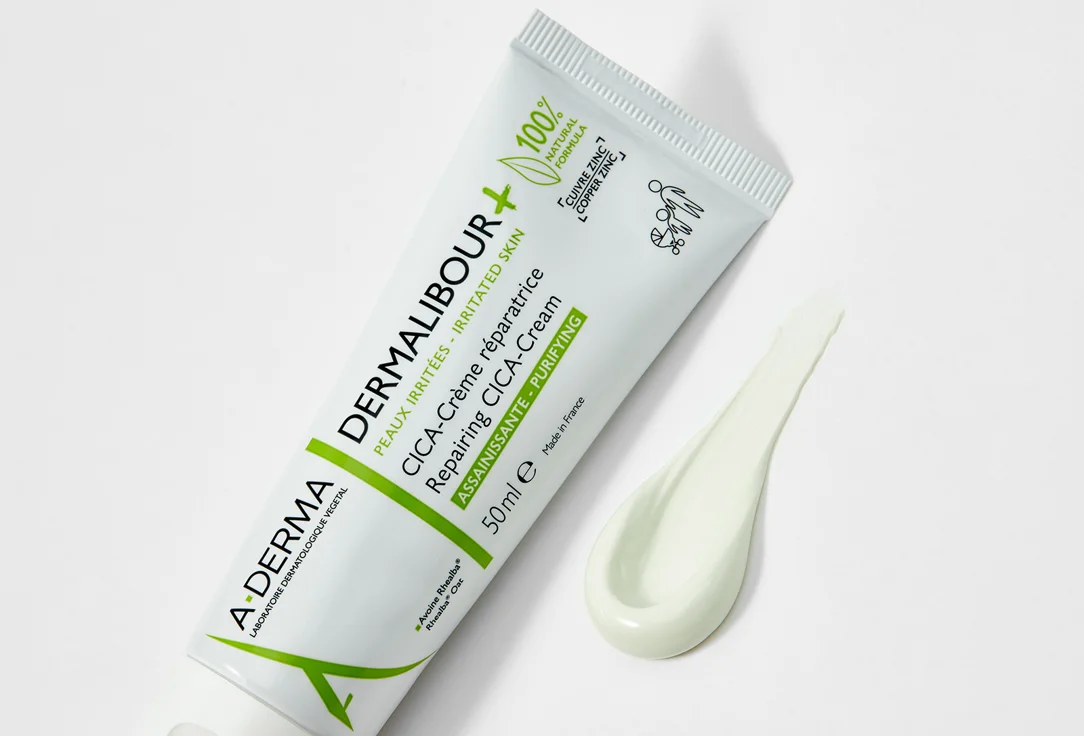 100%
NATURAL
FORMULA
CUIVRE ZINC
COPPER ZINC
DERMALIBOUR+
PEAUX IRRITÉES - IRRITATED SKIN
CICA-Crème réparatrice
Repairing CICA-Cream
ASSAINISSANTE - PURIFYING
50ml ℮ Made in France
A-DERMA
LABORATOIRE DERMATOLOGIQUE VÉGÉTAL
Avoine Rhealba®
Rhealba® Oat